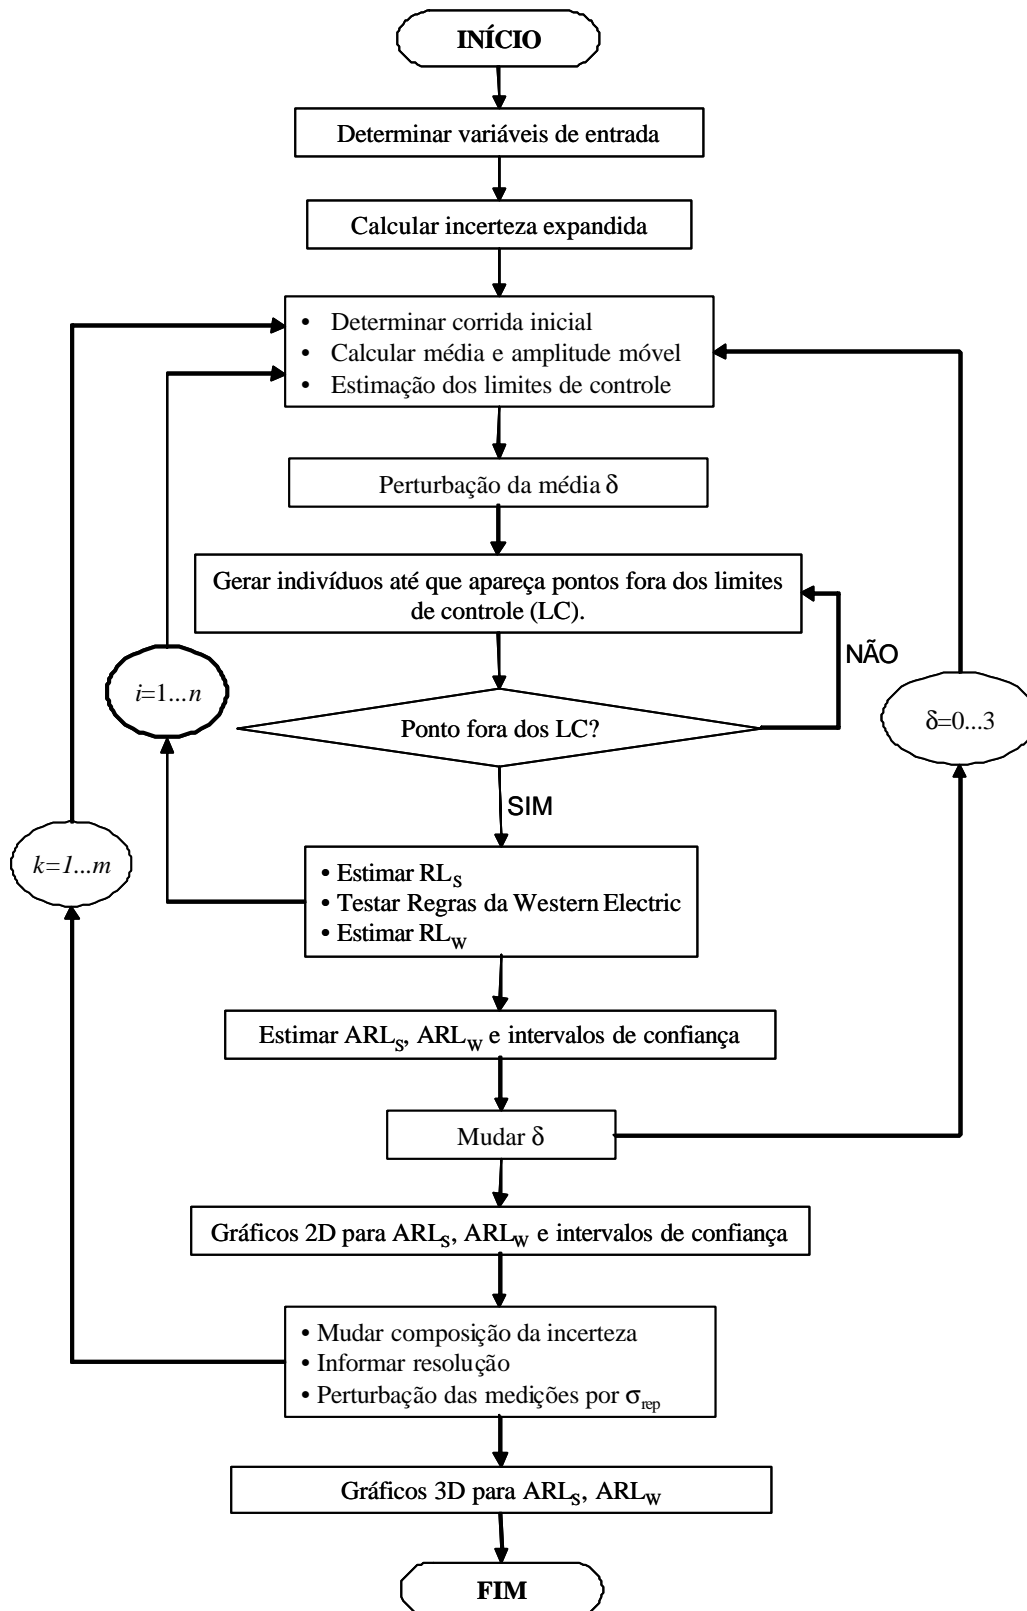 INÍCIO
Determinar variáveis de entrada
Calcular incerteza expandida
• Determinar corrida inicial
• Calcular média e amplitude móvel
• Estimação dos limites de controle
Perturbação da média δ
Gerar indivíduos até que apareça pontos fora dos limites
de controle (LC).
NÃO
i=1...n
δ=0...3
Ponto fora dos LC?
SIM
k=1...m
• Estimar RLS
• Testar Regras da Western Electric
• Estimar RLW
Estimar ARLS, ARLW e intervalos de confiança
Mudar δ
Gráficos 2D para ARLS, ARLW e intervalos de confiança
• Mudar composição da incerteza
• Informar resolução
• Perturbação das medições por σrep
Gráficos 3D para ARLS, ARLW
FIM